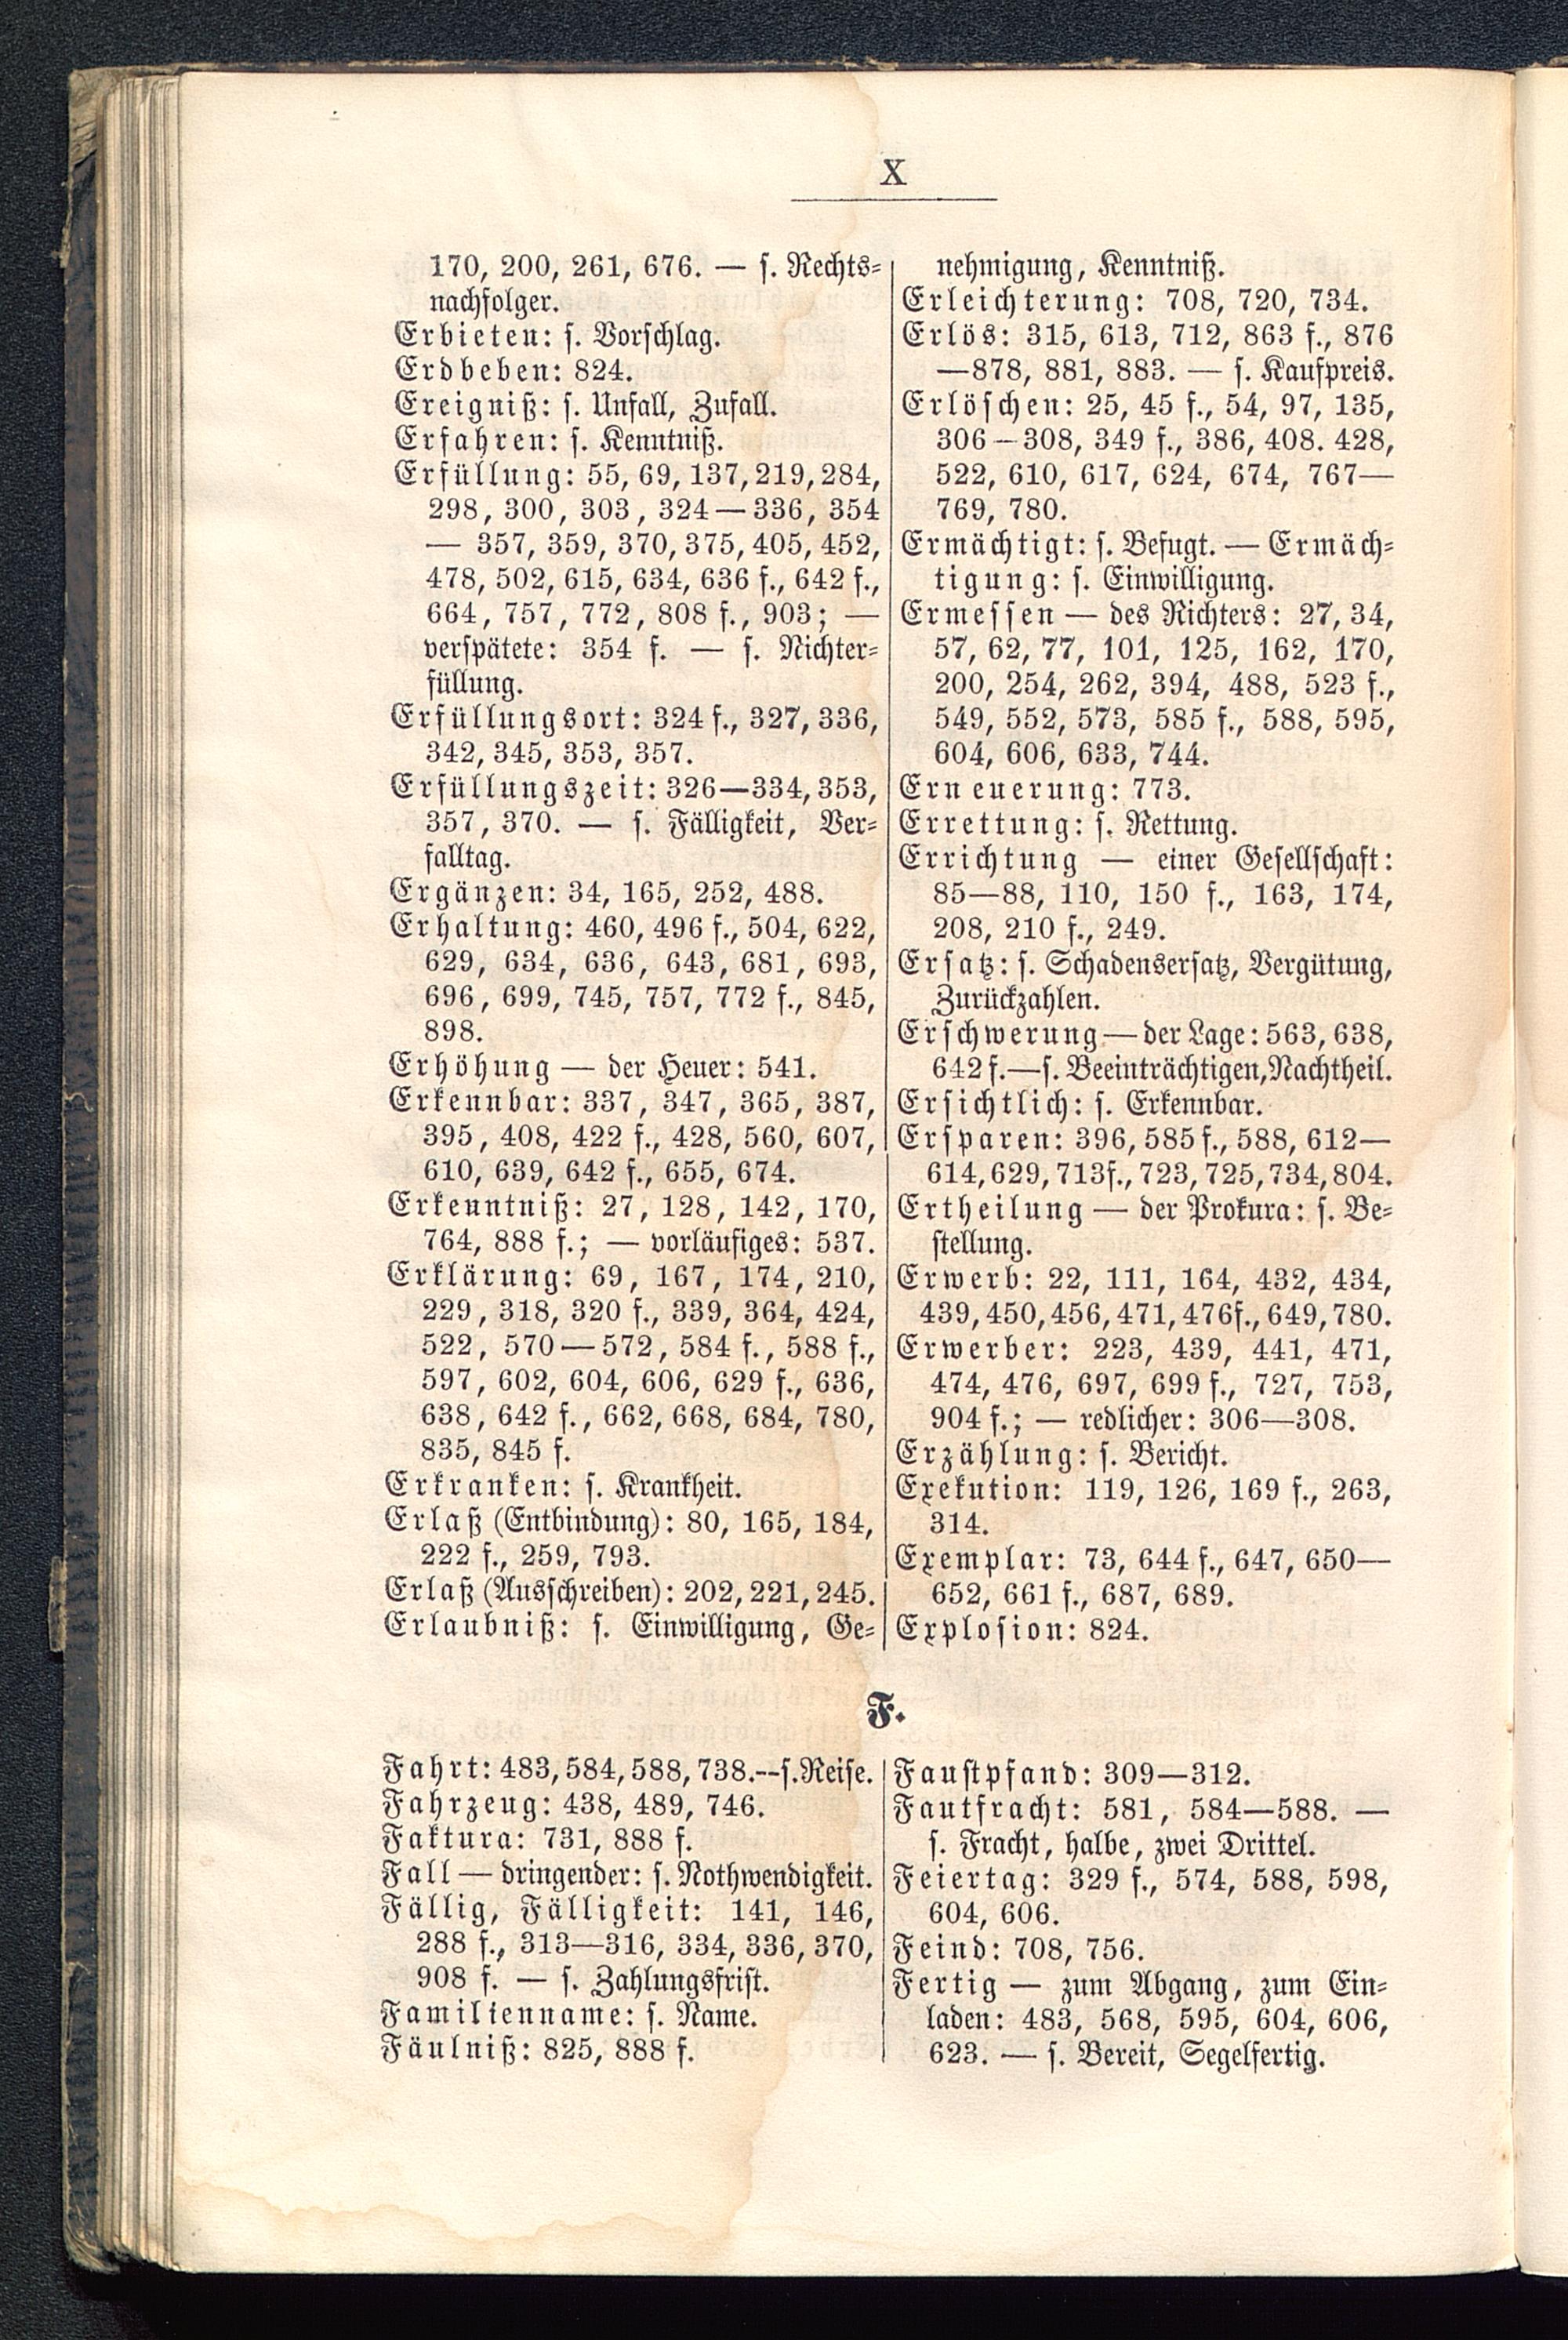 X
170, 200, 261, 676. — s. Rechts-
nachfolger.
Erbieten: s. Vorschlag.
Erdbeben: 824.
Ereigniß: s. Unfall, Zufall.
Erfahren: s. Kenntniß.
Erfüllung: 55, 69, 137, 219, 284,
298, 300, 303, 324—336, 354
— 357, 359, 370, 375, 405, 452,
478, 502, 615, 634, 636 f., 642 f.,
664, 757, 772, 808 f., 903; —
verspätete: 354 f. — s. Nichter-
füllung.
Erfüllungsort: 324 f., 327, 336,
342, 345, 353, 357.
Erfüllungszeit: 326—334, 353,
357, 370. — s. Fälligkeit, Ver-
falltag.
Ergänzen: 34, 165, 252, 488.
Erhaltung: 460, 496 f., 504, 622,
629, 634, 636, 643, 681, 693,
696, 699, 745, 757, 772 f., 845,
898.
Erhöhung — der Heuer: 541.
Erkennbar: 337, 347, 365, 387,
395, 408, 422 f., 428, 560, 607,
610, 639, 642 f., 655, 674.
Erkenntniß: 27, 128, 142, 170,
764, 888 f.; — vorläufiges: 537.
Erklärung: 69, 167, 174, 210,
229, 318, 320 f., 339, 364, 424,
522, 570—572, 584 f., 588 f.,
597, 602, 604, 606, 629 f., 636,
638, 642 f., 662, 668, 684, 780,
835, 845 f.
Erkranken: s. Krankheit.
Erlaß (Entbindung): 80, 165, 184,
222 f., 259, 793.
Erlaß (Ausschreiben): 202, 221, 245.
Erlaubniß: s. Einwilligung, Ge-
nehmigung, Kenntniß.
Erleichterung: 708, 720, 734.
Erlös: 315, 613, 712, 863 f., 876
—878, 881, 883. — s. Kaufpreis.
Erlöschen: 25, 45 f., 54, 97, 135,
306—308, 349 f., 386, 408. 428,
522, 610, 617, 624, 674, 767—
769, 780.
Ermächtigt: s. Befugt. — Ermäch-
tigung: s. Einwilligung.
Ermessen — des Richters: 27, 34,
57, 62, 77, 101, 125, 162, 170,
200, 254, 262, 394, 488, 523 f.,
549, 552, 573, 585 f., 588, 595,
604, 606, 633, 744.
Ern euerung: 773.
Errettung: s. Rettung.
Errichtung — einer Gesellschaft:
85—88, 110, 150 f., 163, 174,
208, 210 f., 249.
Ersatz: s. Schadensersatz, Vergütung,
Zurückzahlen.
Erschwerung — der Lage: 563, 638,
642 f.—s. Beeinträchtigen, Nachtheil.
Ersichtlich: s. Erkennbar.
Ersparen: 396, 585 f., 588, 612—
614, 629, 713 f., 723, 725, 734, 804.
Ertheilung — der Prokura: s. Be-
stellung.
Erwerb: 22, 111, 164, 432, 434,
439, 450, 456, 471, 476 f., 649, 780.
Erwerber: 223, 439, 441, 471,
474, 476, 697, 699 f., 727, 753,
904 f.; — redlicher: 306—308.
Erzählung: s. Bericht.
Exekution: 119, 126, 169 f., 263,
314.
Exemplar: 73, 644 f., 647, 650—
652, 661 f., 687, 689.
Explosion: 824.
F.
Fahrt: 483, 584, 588, 738.--s. Reise.
Fahrzeug: 438, 489, 746.
Faktura: 731, 888 f.
Fall — dringender: s. Nothwendigkeit.
Fällig, Fälligkeit: 141, 146,
288 f., 313—316, 334, 336, 370,
908 f. — s. Zahlungsfrist.
Familienname: s. Name.
Fäulniß: 825, 888 f.
Faustpfand: 309—312.
Fautfracht: 581, 584—588. —
s. Fracht, halbe, zwei Drittel.
Feiertag: 329 f., 574, 588, 598,
604, 606.
Feind: 708, 756.
Fertig — zum Abgang, zum Ein-
laden: 483, 568, 595, 604, 606,
623. — s. Bereit, Segelfertig.